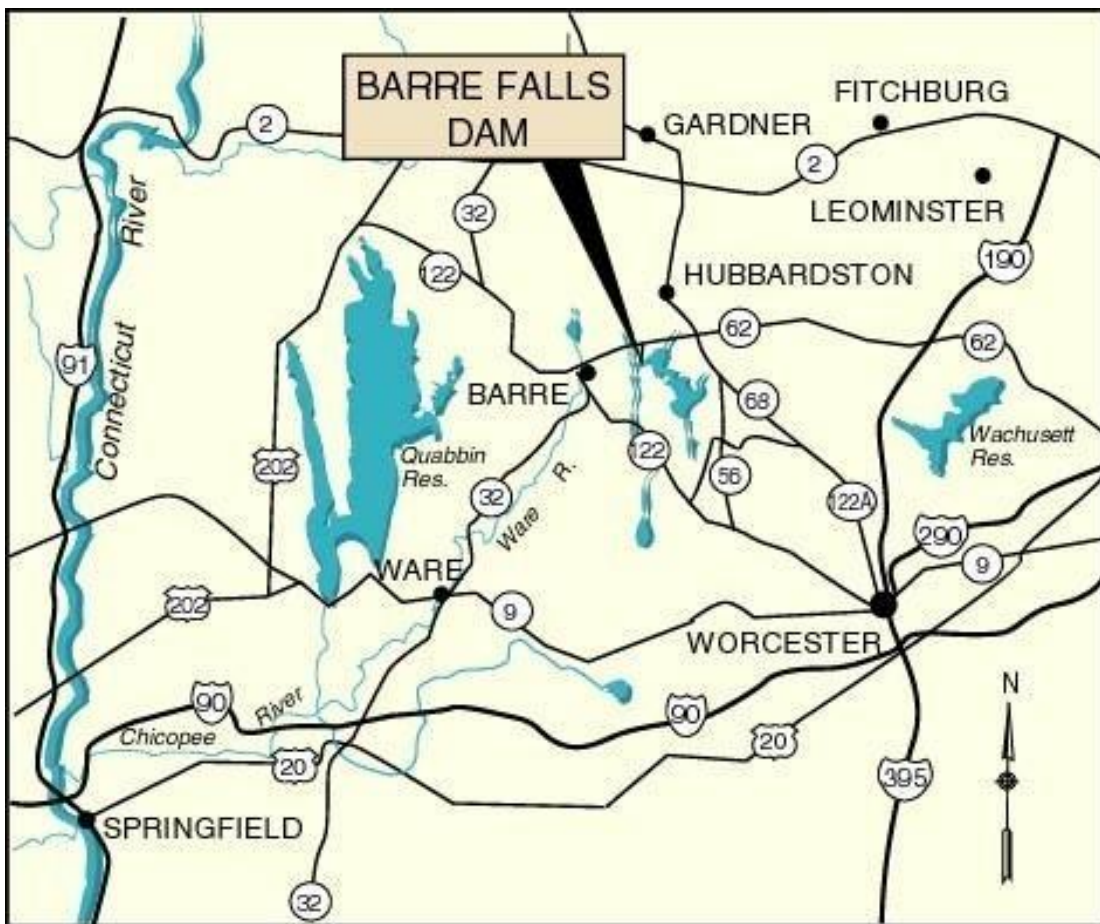 BARRE FALLS
DAM
FITCHBURG
GARDNER
2
2
LEOMINSTER
River
32
122
HUBBARDSTON
190
62
62
91
Connecticut
BARRE
68
202
Quabbin
Res.
122
Wachusett
Res.
32
56
R.
122A
Ware
290
9
WARE
202
9
WORCESTER
N
90
River
90
Chicopee
20
20
395
SPRINGFIELD
32